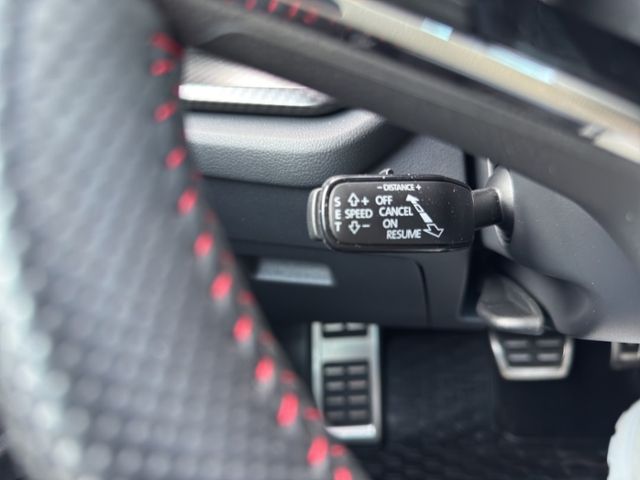 - DISTANCE +
S + OFF
E SPEED CANCEL
T - ON
RESUME